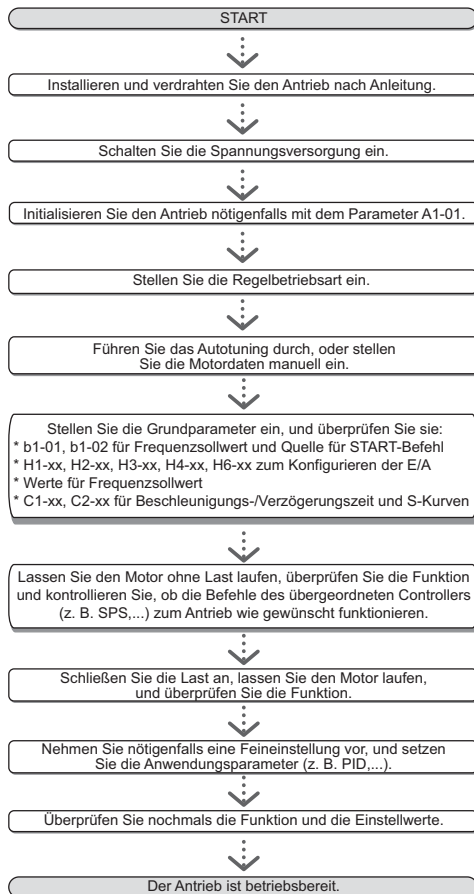 START
Installieren und verdrahten Sie den Antrieb nach Anleitung.
Schalten Sie die Spannungsversorgung ein.
Initialisieren Sie den Antrieb nötigenfalls mit dem Parameter A1-01.
Stellen Sie die Regelbetriebsart ein.
Führen Sie das Autotuning durch, oder stellen
Sie die Motordaten manuell ein.
Stellen Sie die Grundparameter ein, und überprüfen Sie sie:
* b1-01, b1-02 für Frequenzsollwert und Quelle für START-Befehl
* H1-xx, H2-xx, H3-xx, H4-xx, H6-xx zum Konfigurieren der E/A
* Werte für Frequenzsollwert
* C1-xx, C2-xx für Beschleunigungs-/Verzögerungszeit und S-Kurven
Lassen Sie den Motor ohne Last laufen, überprüfen Sie die Funktion
und kontrollieren Sie, ob die Befehle des übergeordneten Controllers
(z. B. SPS,...) zum Antrieb wie gewünscht funktionieren.
Schließen Sie die Last an, lassen Sie den Motor laufen,
und überprüfen Sie die Funktion.
Nehmen Sie nötigenfalls eine Feineinstellung vor, und setzen
Sie die Anwendungsparameter (z. B. PID,...).
Überprüfen Sie nochmals die Funktion und die Einstellwerte.
Der Antrieb ist betriebsbereit.